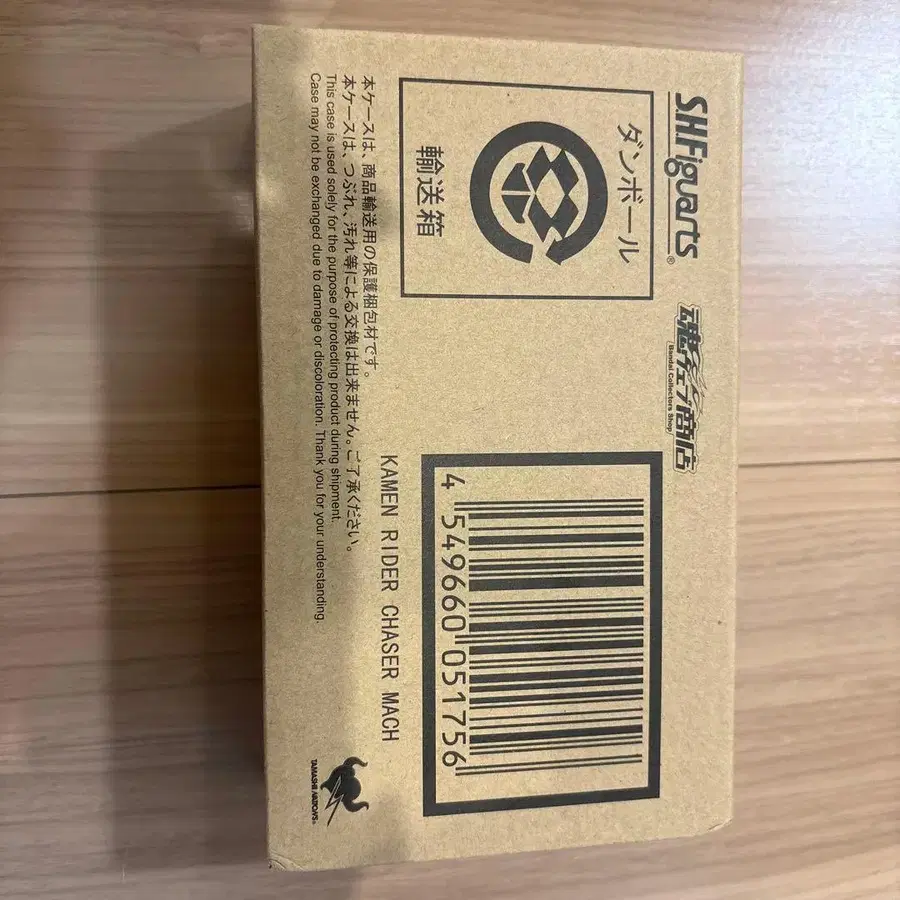 S.H.Figuarts®
魂ウェブ商店
Bandai Collectors Shop
ダンボール
輸送箱
4 549660 051756
KAMEN RIDER CHASER MACH
本ケースは、商品輸送用の保護梱包材です。
本ケースは、つぶれ、汚れ等による交換は出来ません。ご了承ください。
This case is used solely for the purpose of protecting product during shipment.
Case may not be exchanged due to damage or discoloration. Thank you for your understanding.
TAMASHII NATIONS®